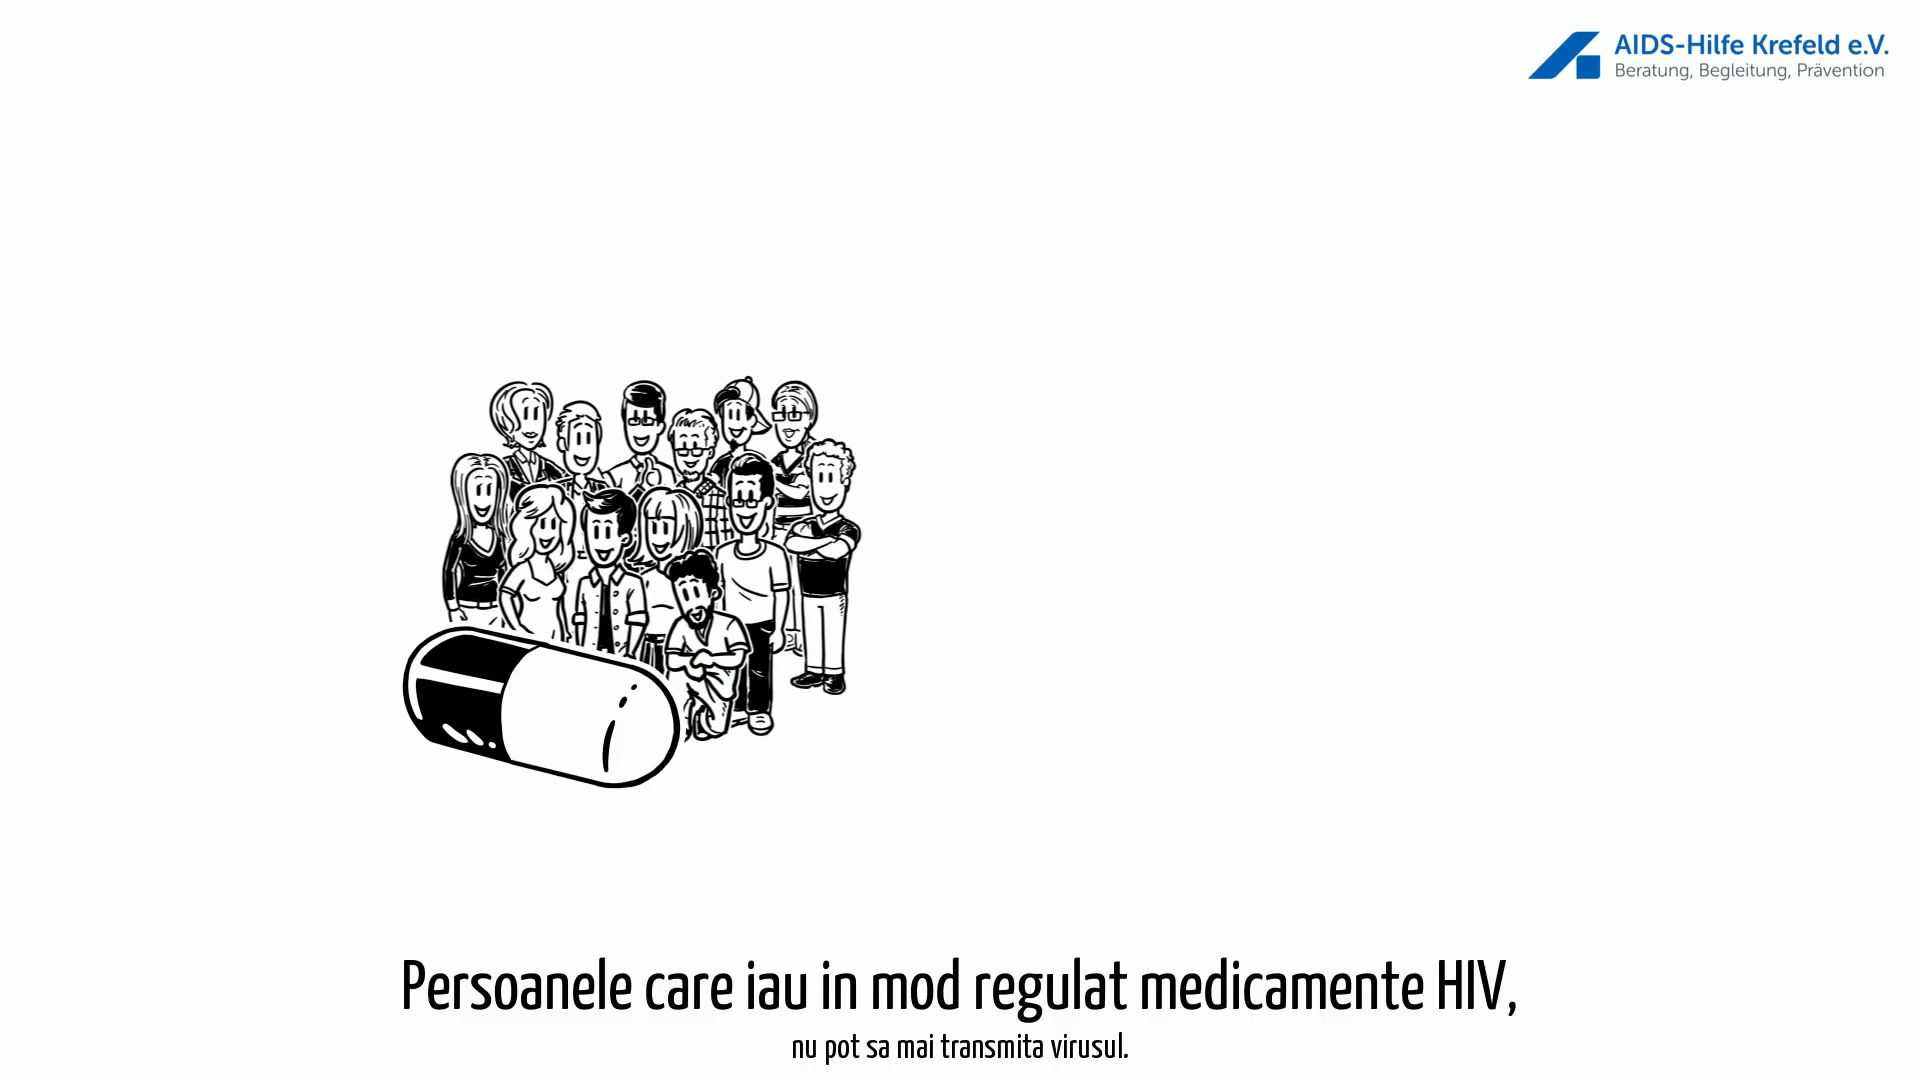 AIDS-Hilfe Krefeld e.V.
Beratung, Begleitung, Prävention
Persoanele care iau in mod regulat medicamente HIV,
nu pot sa mai transmita virusul.